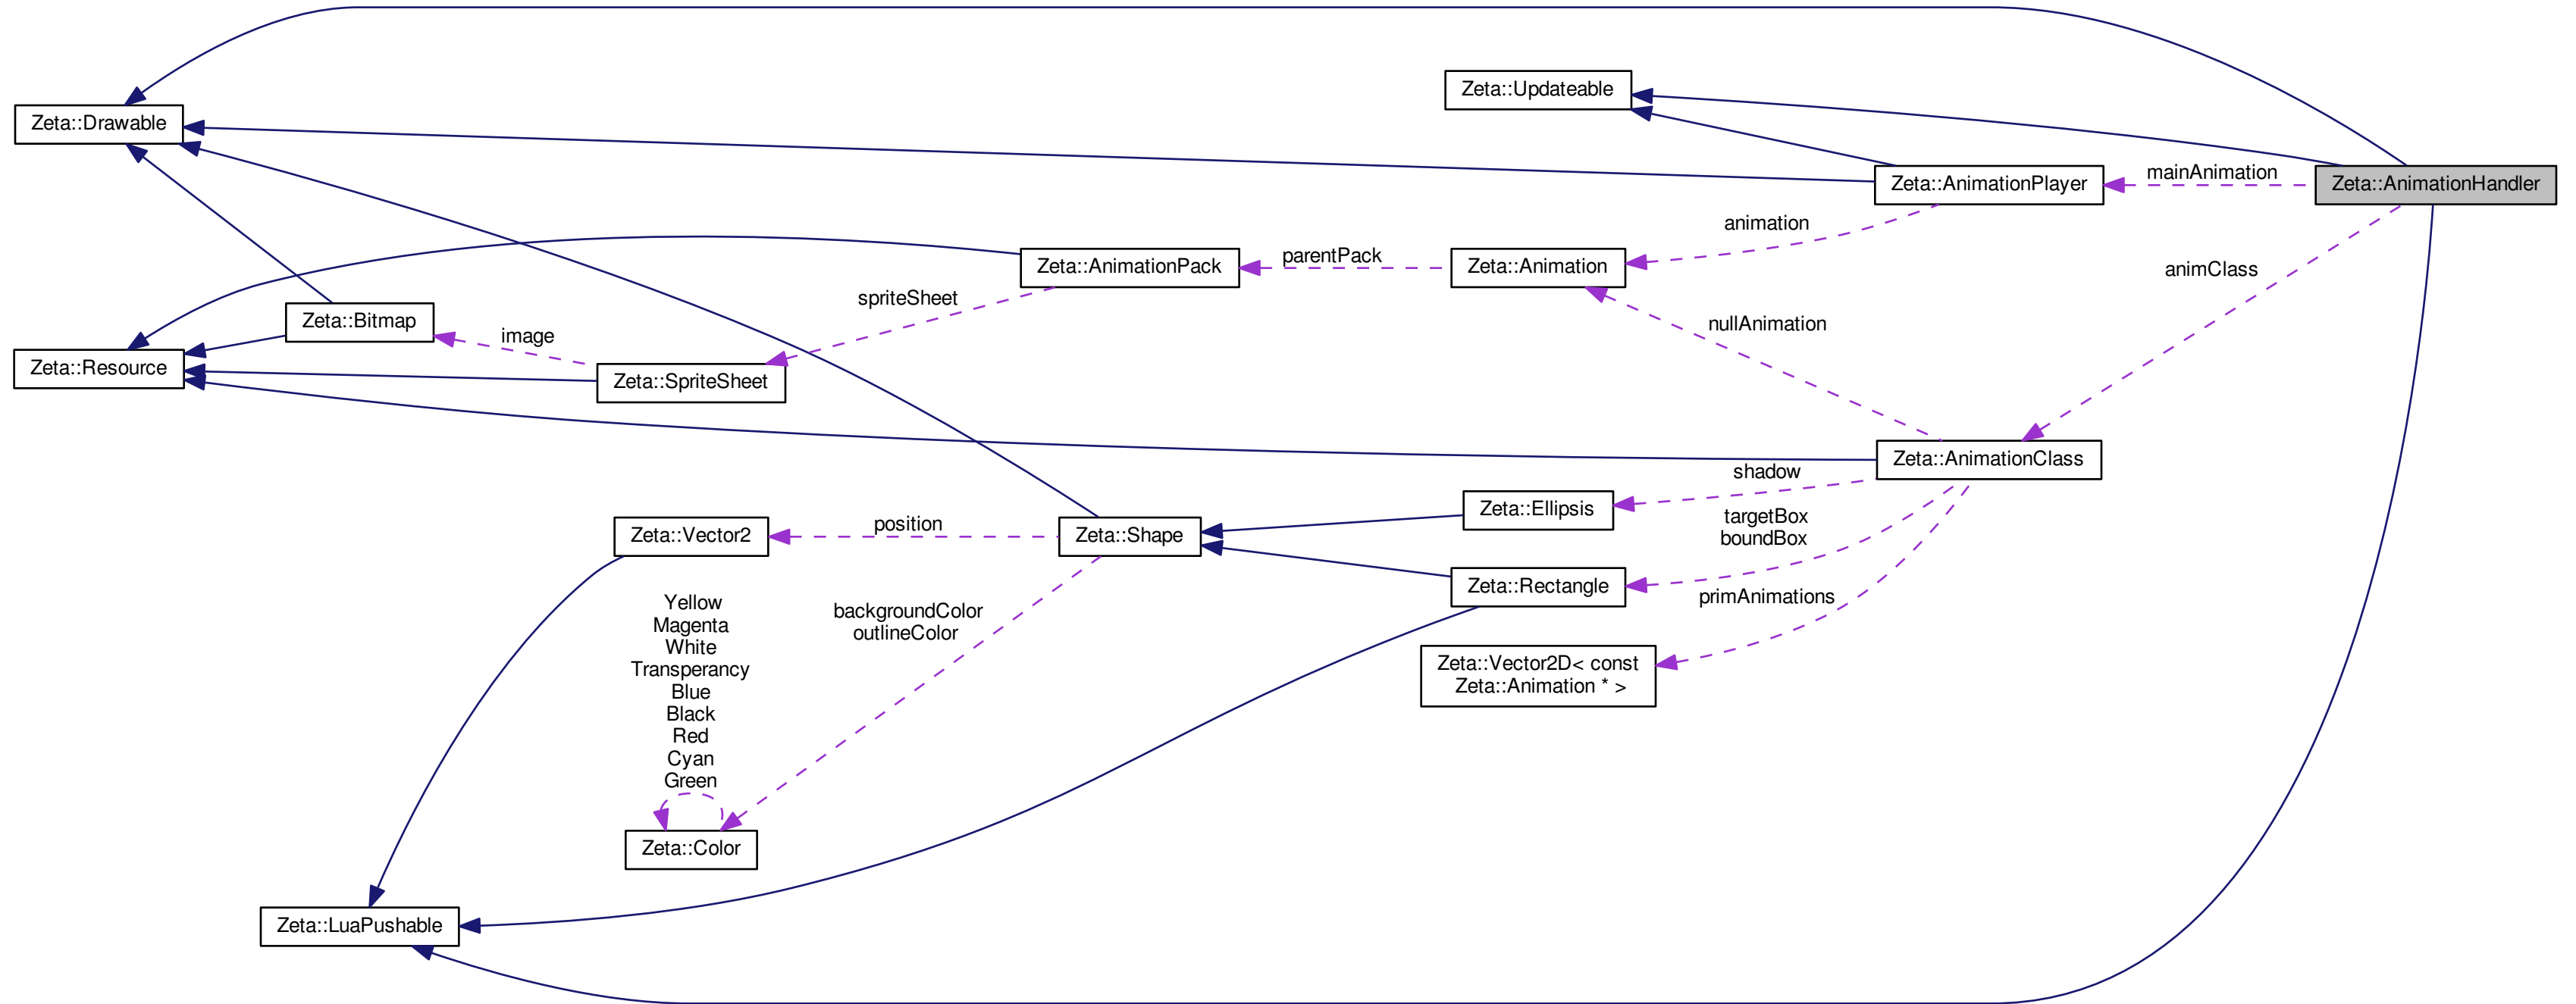 Zeta::Updateable
Zeta::Drawable
mainAnimation
Zeta::AnimationPlayer
Zeta::AnimationHandler
animation
parentPack
Zeta::AnimationPack
Zeta::Animation
animClass
spriteSheet
Zeta::Bitmap
image
nullAnimation
Zeta::Resource
Zeta::SpriteSheet
Zeta::AnimationClass
shadow
Zeta::Ellipsis
targetBox
boundBox
position
Zeta::Vector2
Zeta::Shape
Zeta::Rectangle
primAnimations
Yellow
Magenta
White
Transperancy
Blue
Black
Red
Cyan
Green
backgroundColor
outlineColor
Zeta::Vector2D< const
Zeta::Animation * >
Zeta::Color
Zeta::LuaPushable